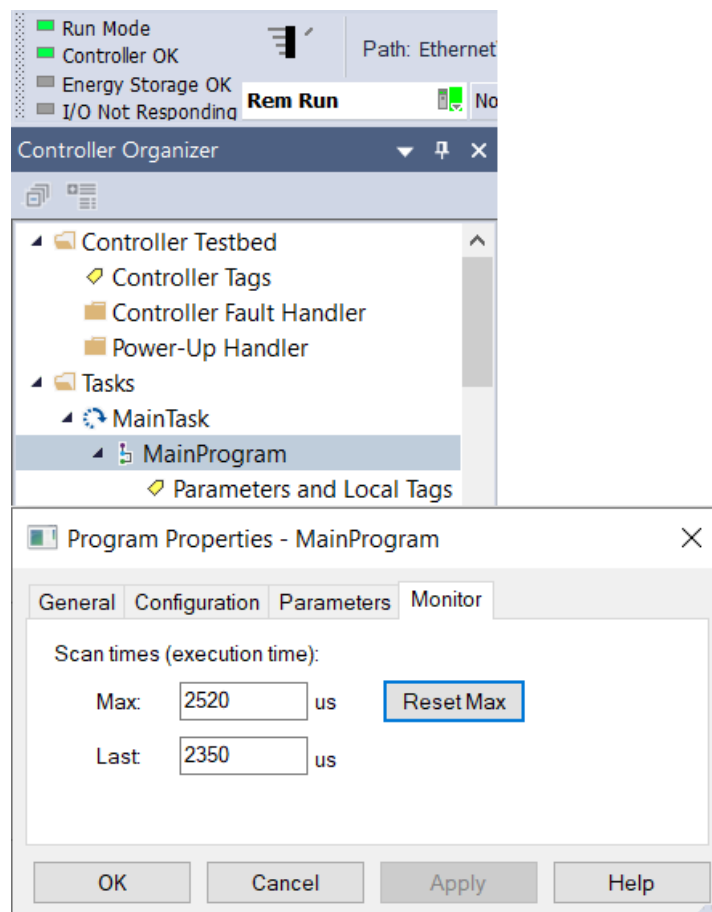 Run Mode
Controller OK
Path: Ethernet
Energy Storage OK
I/O Not Responding
Rem Run
No
Controller Organizer
Controller Testbed
Controller Tags
Controller Fault Handler
Power-Up Handler
Tasks
MainTask
MainProgram
Parameters and Local Tags
Program Properties - MainProgram
General Configuration Parameters Monitor
Scan times (execution time):
Max: 2520 us Reset Max
Last: 2350 us
OK Cancel Apply Help